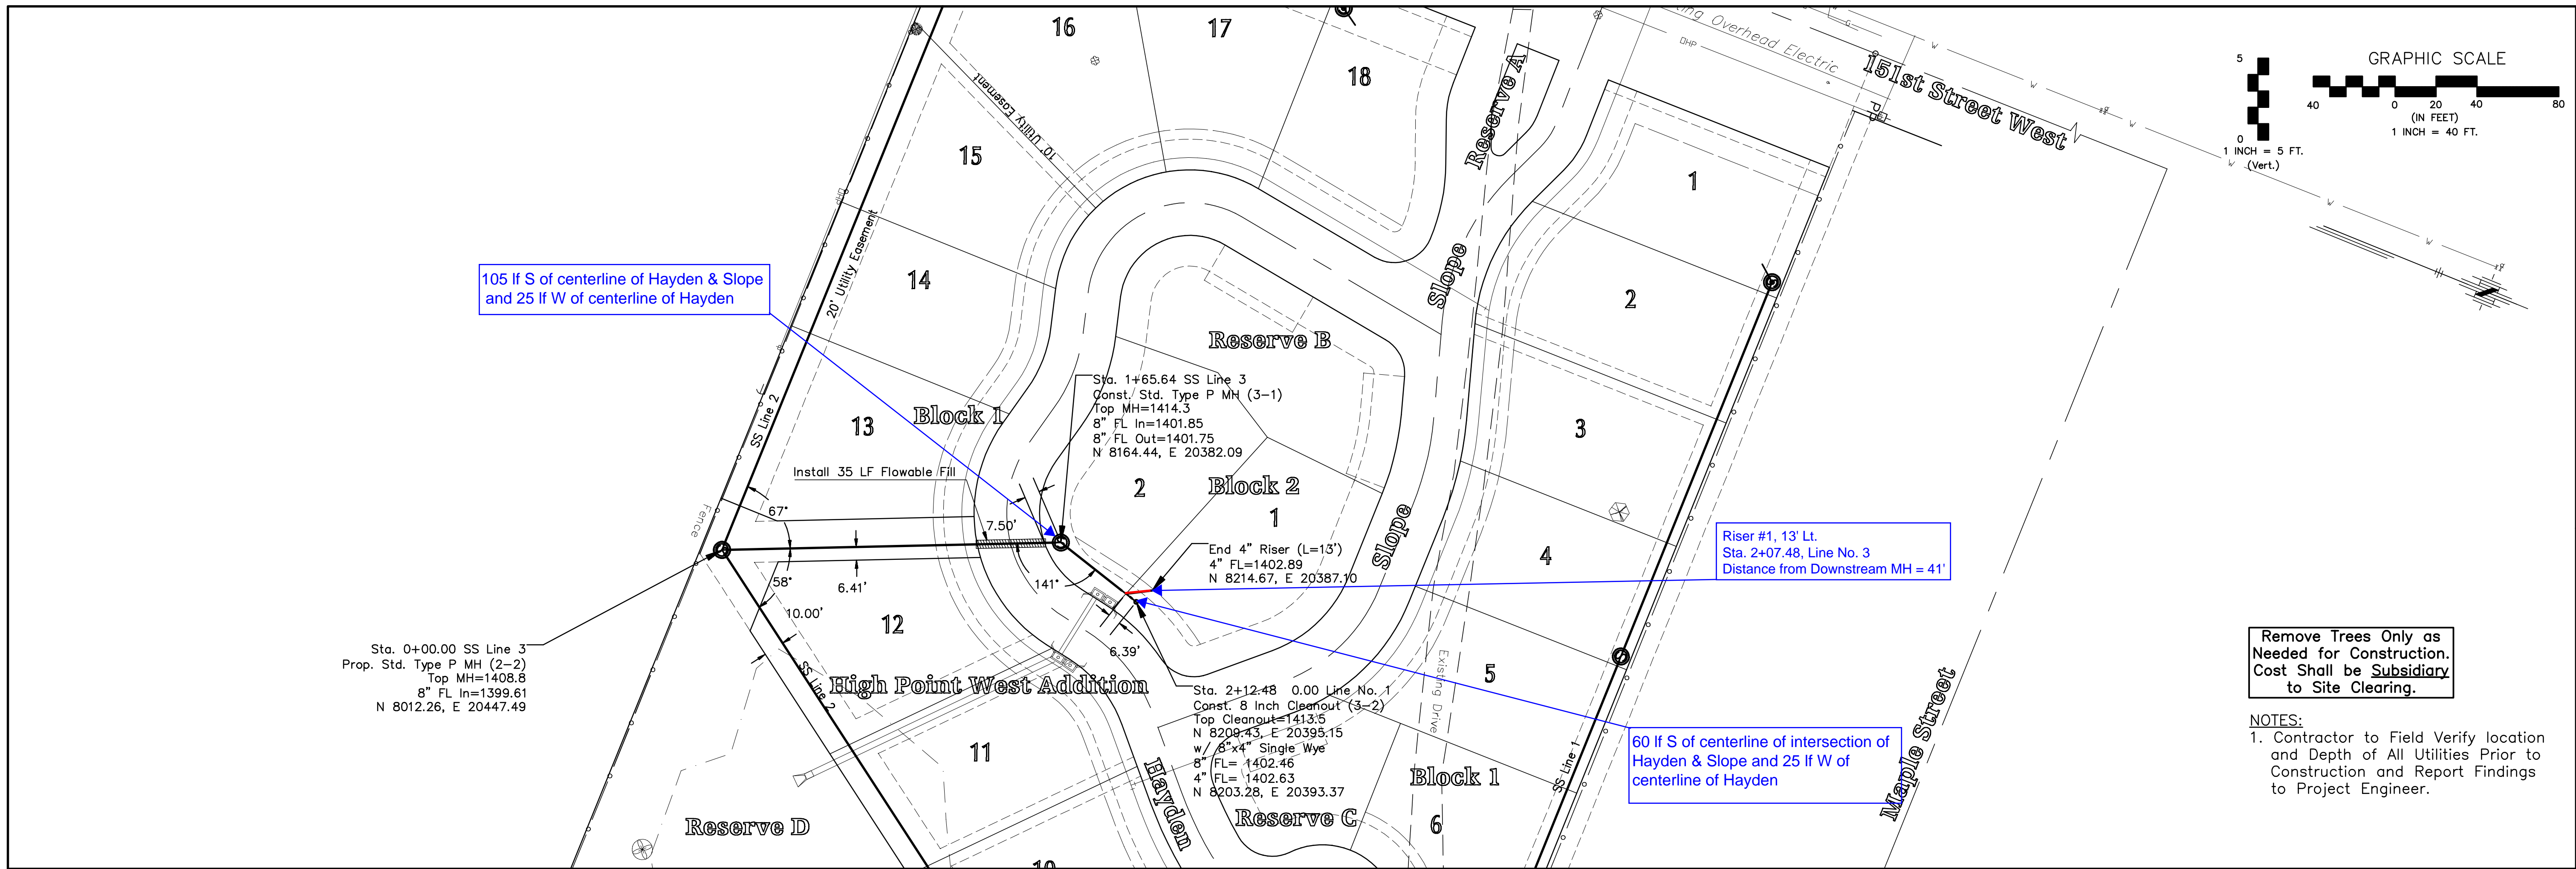 16
17
18
15
14
13
12
11
10
10' Utility Easement
20' Utility Easement
OHP
SS Line 2
Fence
105 lf S of centerline of Hayden & Slope
and 25 lf W of centerline of Hayden
Block 1
Install 35 LF Flowable Fill
67°
58°
6.41'
10.00'
7.50'
141°
6.39'
SS Line 2
Sta. 0+00.00 SS Line 3
Prop. Std. Type P MH (2-2)
Top MH=1408.8
8" FL In=1399.61
N 8012.26, E 20447.49
High Point West Addition
Reserve D
Sta. 1+65.64 SS Line 3
Const. Std. Type P MH (3-1)
Top MH=1414.3
8" FL In=1401.85
8" FL Out=1401.75
N 8164.44, E 20382.09
Reserve B
Block 2
2
1
End 4" Riser (L=13')
4" FL=1402.89
N 8214.67, E 20387.10
Sta. 2+12.48 0.00 Line No. 1
Const. 8 Inch Cleanout (3-2)
Top Cleanout=1413.5
N 8209.43, E 20395.15
w/ 8"x4" Single Wye
8" FL= 1402.46
4" FL= 1402.63
N 8203.28, E 20393.37
Hayden
Reserve C
Reserve A
Slope
Slope
Existing Drive
Block 1
1
2
3
4
5
6
SS Line 1
Maple Street
Riser #1, 13' Lt.
Sta. 2+07.48, Line No. 3
Distance from Downstream MH = 41'
60 lf S of centerline of intersection of
Hayden & Slope and 25 lf W of
centerline of Hayden
ting Overhead Electric
OHP
151st Street West
G
W
W
W
W
W
W
5
0
1 INCH = 5 FT.
(Vert.)
GRAPHIC SCALE
40 0 20 40 80
(IN FEET)
1 INCH = 40 FT.
Remove Trees Only as
Needed for Construction.
Cost Shall be Subsidiary
to Site Clearing.
NOTES:
1. Contractor to Field Verify location
and Depth of All Utilities Prior to
Construction and Report Findings
to Project Engineer.